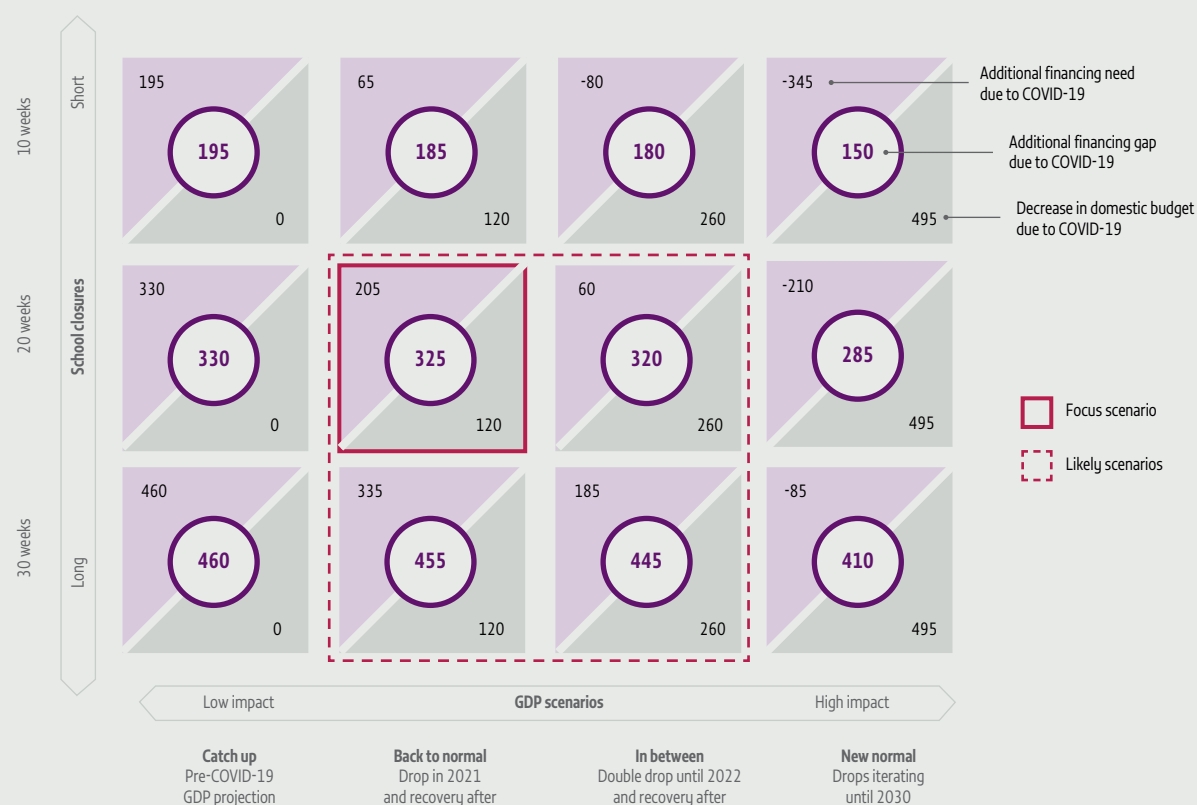 Short
10 weeks
195
195
0
65
185
120
-80
180
260
-345
150
495
Additional financing need
due to COVID-19
Additional financing gap
due to COVID-19
Decrease in domestic budget
due to COVID-19
School closures
20 weeks
330
330
0
205
325
120
60
320
260
-210
285
495
Focus scenario
Likely scenarios
30 weeks
Long
460
460
0
335
455
120
185
445
260
-85
410
495
Low impact
GDP scenarios
High impact
Catch up
Pre-COVID-19
GDP projection
Back to normal
Drop in 2021
and recovery after
In between
Double drop until 2022
and recovery after
New normal
Drops iterating
until 2030